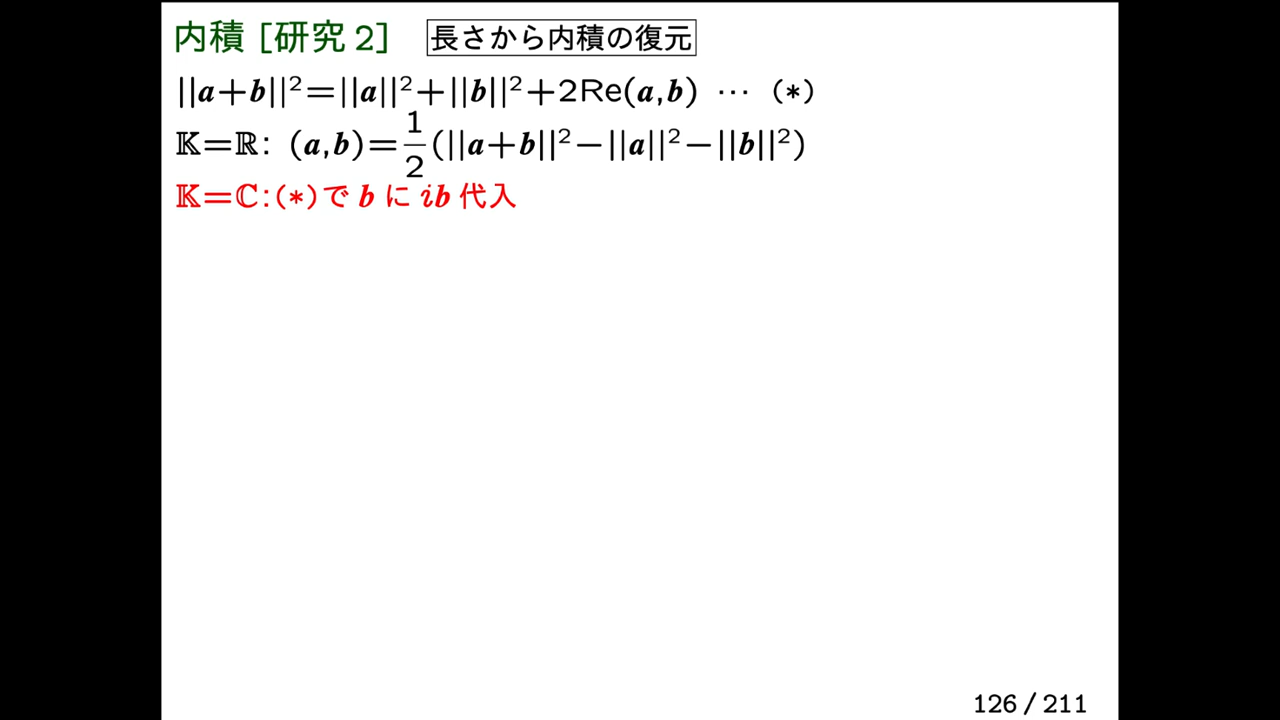 内積 [研究 2] 長さから内積の復元
||a+b||²=||a||²+||b||²+2Re(a,b) ⋯ (*)
𝕂=ℝ: (a,b)=1/2(||a+b||²−||a||²−||b||²)
𝕂=ℂ:(*)で b に ib 代入
126 / 211